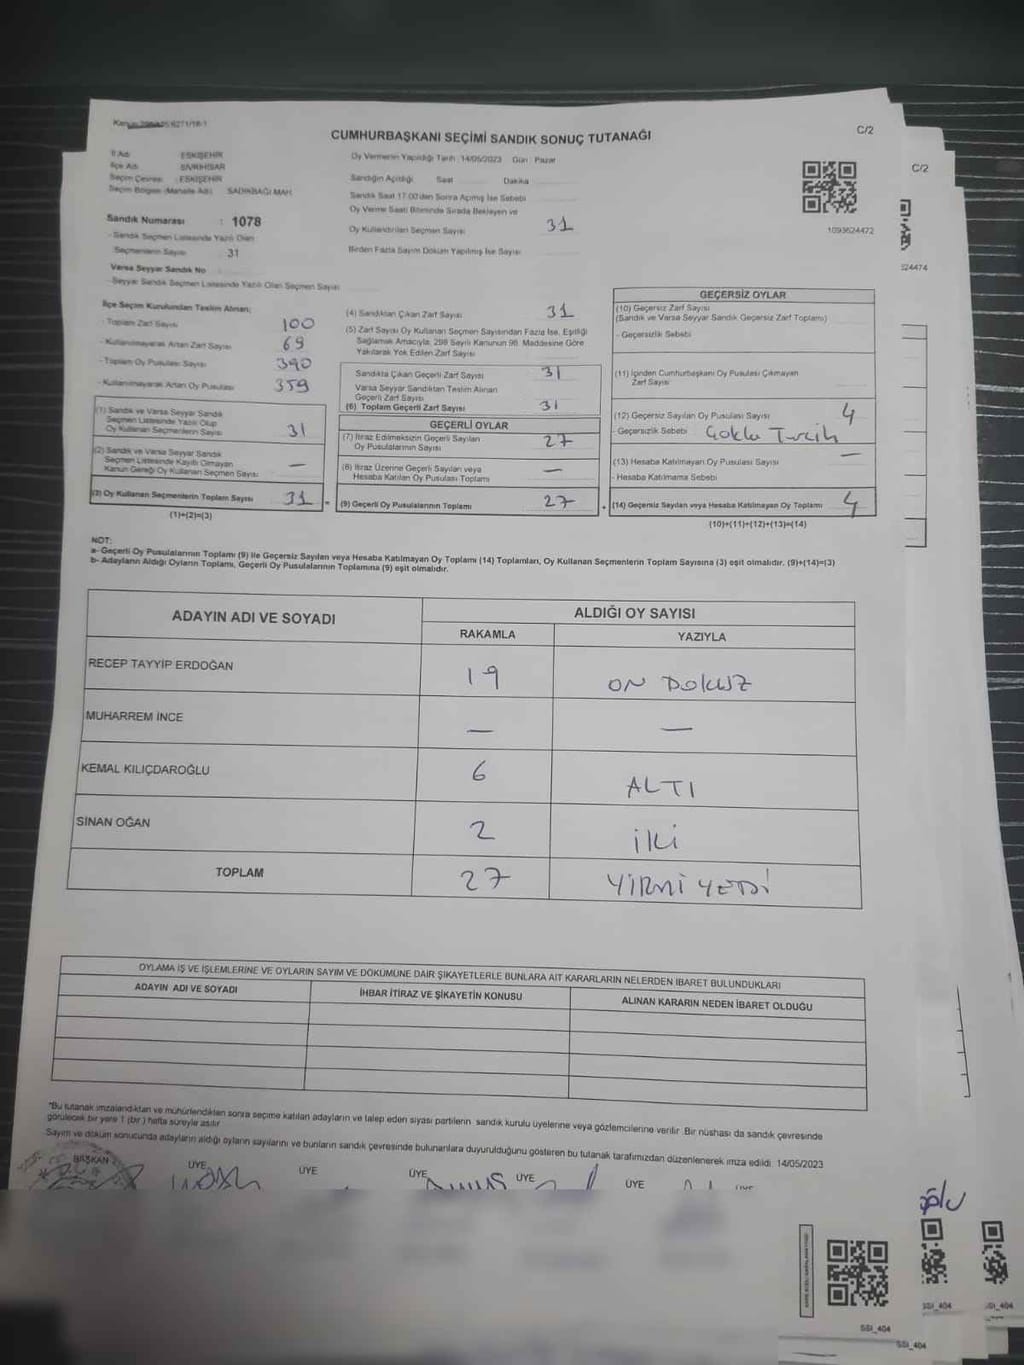 C/2
CUMHURBAŞKANI SEÇİMİ SANDIK SONUÇ TUTANAĞI
C/2
İl Adı : ESKİŞEHİR
İlçe Adı : SİVRİHİSAR
Seçim Çevresi : ESKİŞEHİR
Seçim Bölgesi (Mahalle Adı) : SADIKBAĞI MAH.
Oy Vermenin Yapıldığı Tarih : 14/05/2023 Gün : Pazar
Sandığın Açıldığı Saat Dakika
Sandık Saat 17.00'den Sonra Açılmış İse Sebebi
Oy Verme Saati Bitiminde Sırada Bekleyen ve
Oy Kullandırılan Seçmen Sayısı 31
Birden Fazla Sayım Döküm Yapılmış İse Sayısı
1093624472
Sandık Numarası : 1078
- Sandık Seçmen Listesinde Yazılı Olan
Seçmenlerin Sayısı 31
Varsa Seyyar Sandık No
- Seyyar Sandık Seçmen Listesinde Yazılı Olan Seçmen Sayısı
İlçe Seçim Kurulundan Teslim Alınan;
- Toplam Zarf Sayısı 100
- Kullanılmayarak Artan Zarf Sayısı 69
- Toplam Oy Pusulası Sayısı 390
- Kullanılmayarak Artan Oy Pusulası 359
(1) Sandık ve Varsa Seyyar Sandık
Seçmen Listesinde Yazılı Olup
Oy Kullanan Seçmenlerin Sayısı 31
(2) Sandık ve Varsa Seyyar Sandık
Seçmen Listesinde Kayıtlı Olmayan
Kanun Gereği Oy Kullanan Seçmen Sayısı —
(3) Oy Kullanan Seçmenlerin Toplam Sayısı 31
(1)+(2)=(3)
(4) Sandıktan Çıkan Zarf Sayısı 31
(5) Zarf Sayısı Oy Kullanan Seçmen Sayısından Fazla İse, Eşitliği
Sağlamak Amacıyla, 298 Sayılı Kanunun 98. Maddesine Göre
Yakılarak Yok Edilen Zarf Sayısı
Sandıkta Çıkan Geçerli Zarf Sayısı 31
Varsa Seyyar Sandıktan Teslim Alınan
Geçerli Zarf Sayısı
(6) Toplam Geçerli Zarf Sayısı 31
GEÇERLİ OYLAR
(7) İtiraz Edilmeksizin Geçerli Sayılan
Oy Pusulalarının Sayısı 27
(8) İtiraz Üzerine Geçerli Sayılan veya
Hesaba Katılan Oy Pusulası Toplamı —
= (9) Geçerli Oy Pusulalarının Toplamı 27
GEÇERSİZ OYLAR
(10) Geçersiz Zarf Sayısı
(Sandık ve Varsa Seyyar Sandık Geçersiz Zarf Toplamı)
- Geçersizlik Sebebi
(11) İçinden Cumhurbaşkanı Oy Pusulası Çıkmayan
Zarf Sayısı
(12) Geçersiz Sayılan Oy Pusulası Sayısı 4
- Geçersizlik Sebebi Çoklu Tercih
(13) Hesaba Katılmayan Oy Pusulası Sayısı —
- Hesaba Katılmama Sebebi
+ (14) Geçersiz Sayılan veya Hesaba Katılmayan Oy Toplamı 4
(10)+(11)+(12)+(13)=(14)
NOT:
a- Geçerli Oy Pusulalarının Toplamı (9) ile Geçersiz Sayılan veya Hesaba Katılmayan Oy Toplamı (14) Toplamları, Oy Kullanan Seçmenlerin Toplam Sayısına (3) eşit olmalıdır. (9)+(14)=(3)
b- Adayların Aldığı Oyların Toplamı, Geçerli Oy Pusulalarının Toplamına (9) eşit olmalıdır.
ADAYIN ADI VE SOYADI ALDIĞI OY SAYISI
RAKAMLA YAZIYLA
RECEP TAYYİP ERDOĞAN 19 ON DOKUZ
MUHARREM İNCE — —
KEMAL KILIÇDAROĞLU 6 ALTI
SİNAN OĞAN 2 İKİ
TOPLAM 27 YİRMİ YEDİ
OYLAMA İŞ VE İŞLEMLERİNE VE OYLARIN SAYIM VE DÖKÜMÜNE DAİR ŞİKAYETLERLE BUNLARA AİT KARARLARIN NELERDEN İBARET BULUNDUKLARI
ADAYIN ADI VE SOYADI İHBAR İTİRAZ VE ŞİKAYETİN KONUSU ALINAN KARARIN NEDEN İBARET OLDUĞU
*Bu tutanak imzalandıktan ve mühürlendikten sonra seçime katılan adayların ve talep eden siyasi partilerin sandık kurulu üyelerine veya gözlemcilerine verilir. Bir nüshası da sandık çevresinde
görülecek bir yere 1 (bir) hafta süreyle asılır
Sayım ve döküm sonucunda adayların aldığı oyların sayılarını ve bunların sandık çevresinde bulunanlara duyurulduğunu gösteren bu tutanak tarafımızdan düzenlenerek imza edildi. 14/05/2023
BAŞKAN ÜYE ÜYE ÜYE ÜYE ÜYE
SSI_404
SSI_404
SSI_404
SSI_404